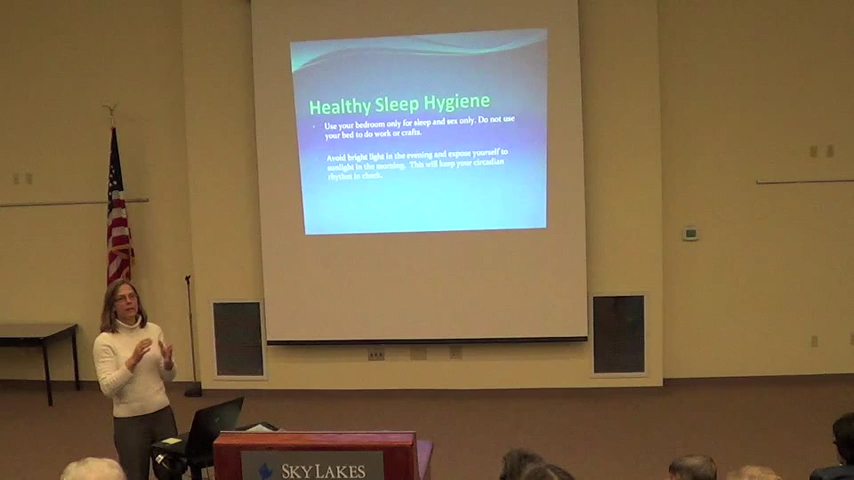 Healthy Sleep Hygiene
Use your bedroom only for sleep and sex only. Do not use
your bed to do work or crafts.
Avoid bright light in the evening and expose yourself to
sunlight in the morning. This will keep your circadian
rhythm in check.
SKY LAKES